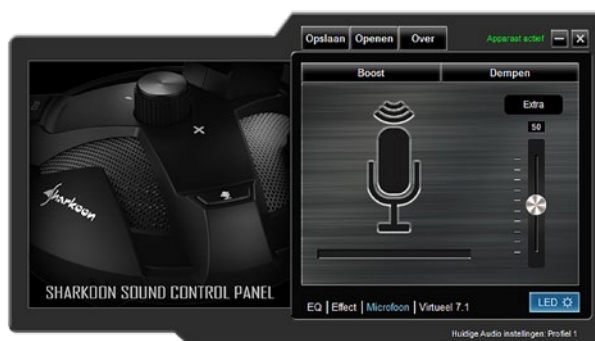 Opslaan Openen Over Apparaat actief
Boost Dempen
Extra
50
Sharkoon
SHARKOON SOUND CONTROL PANEL
EQ | Effect | Microfoon | Virtueel 7.1
LED
Huidige Audio instellingen: Profiel 1